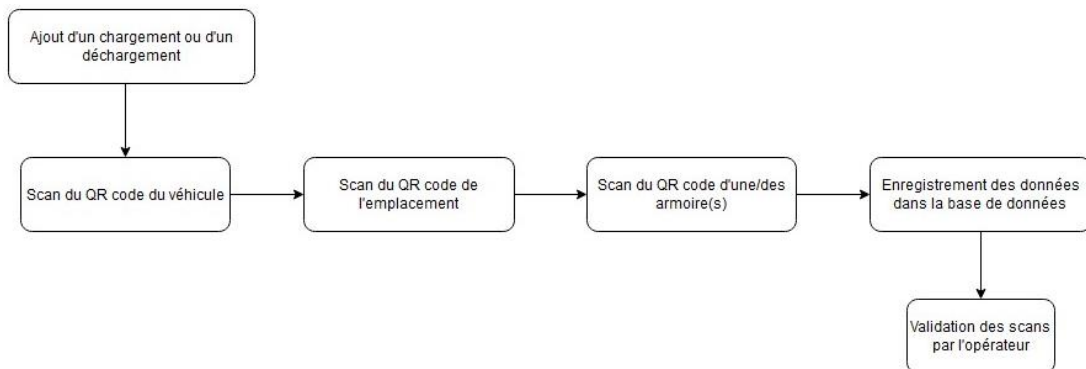 Ajout d'un chargement ou d'un
déchargement
Scan du QR code du véhicule
Scan du QR code de
l'emplacement
Scan du QR code d'une/des
armoire(s)
Enregistrement des données
dans la base de données
Validation des scans
par l'opérateur